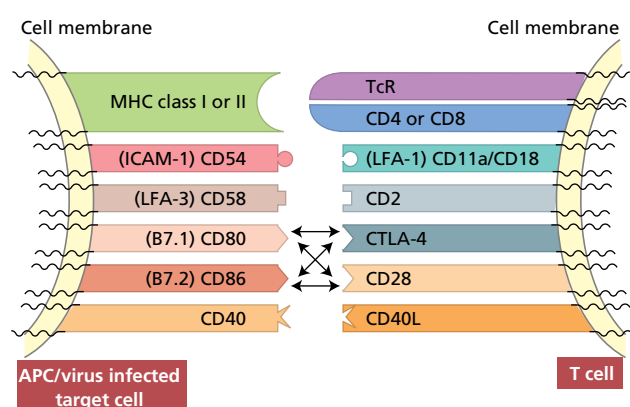 Cell membrane
Cell membrane
MHC class I or II
TcR
CD4 or CD8
(ICAM-1) CD54
(LFA-1) CD11a/CD18
(LFA-3) CD58
CD2
(B7.1) CD80
CTLA-4
(B7.2) CD86
CD28
CD40
CD40L
APC/virus infected
target cell
T cell